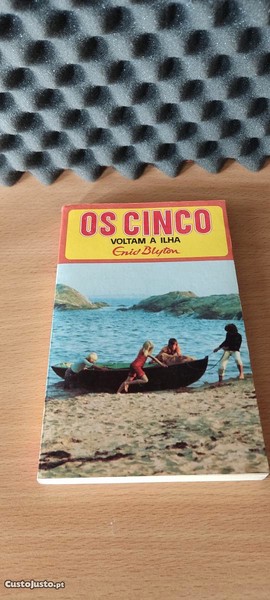 OS CINCO
VOLTAM À ILHA
Enid Blyton
CustoJusto.pt